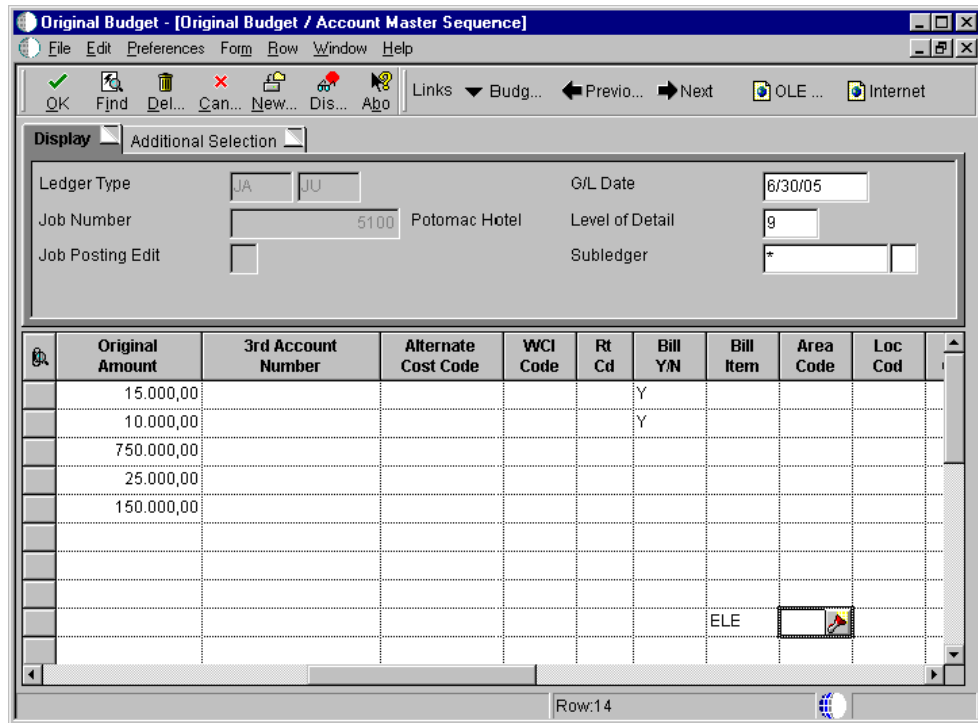 Original Budget - [Original Budget / Account Master Sequence]
File Edit Preferences Form Row Window Help
OK Find Del... Can... New... Dis... Abo Links Budg... Previo... Next OLE ... Internet
Display Additional Selection
Ledger Type JA JU G/L Date 6/30/05
Job Number 5100 Potomac Hotel Level of Detail 9
Job Posting Edit Subledger *
Original Amount 3rd Account Number Alternate Cost Code WCI Code Rt Cd Bill Y/N Bill Item Area Code Loc Cod
15.000,00 Y
10.000,00 Y
750.000,00
25.000,00
150.000,00
ELE
Row:14